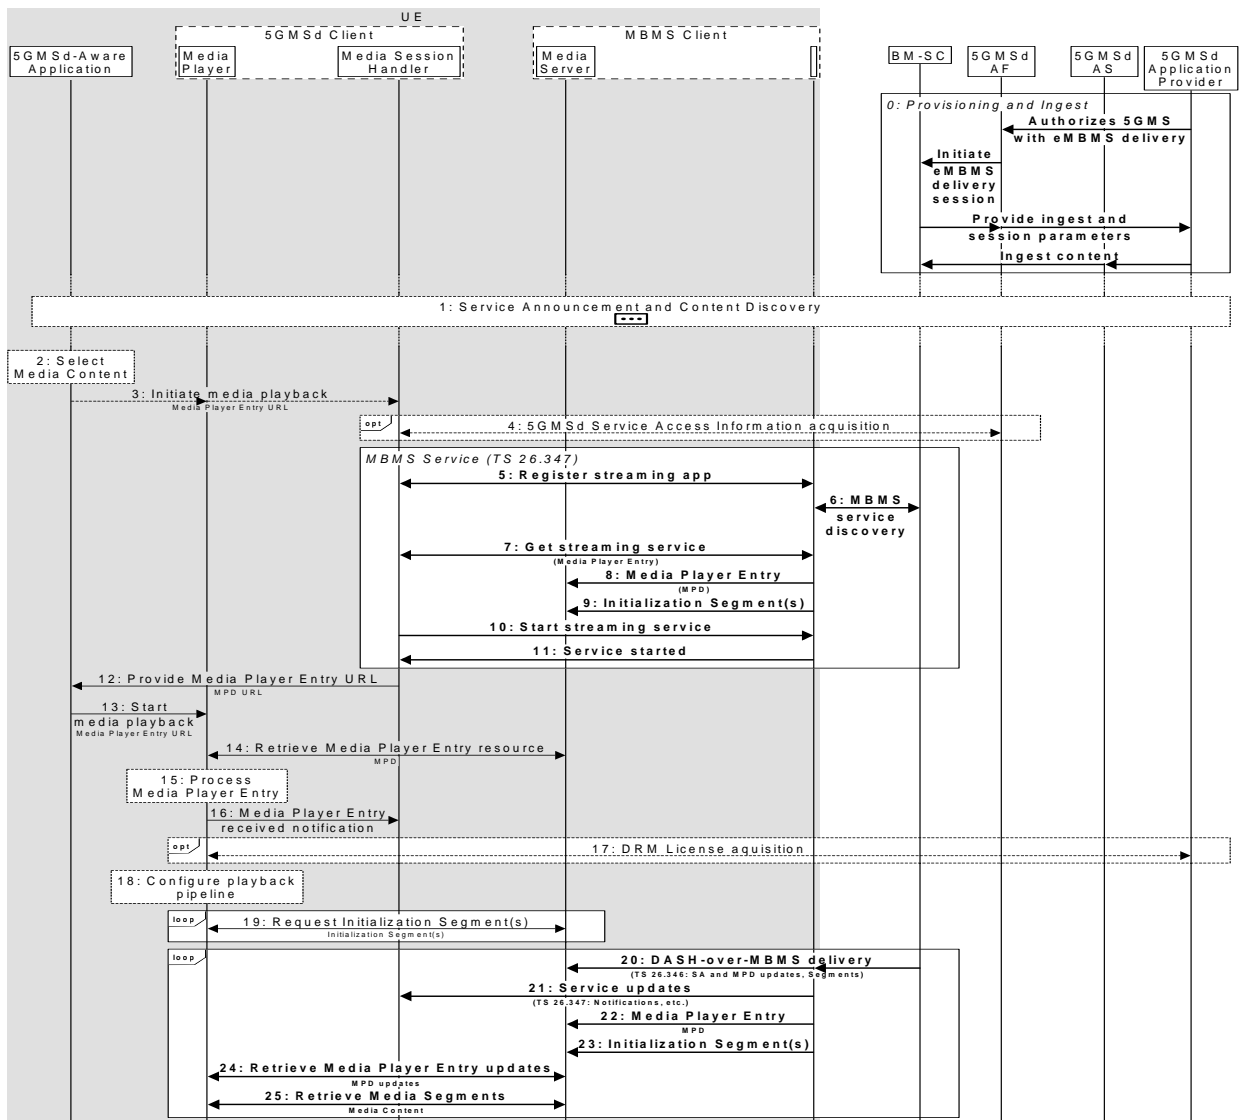 UE
5GMSd Client
MBMS Client
5GMSd-Aware
Application
Media
Player
Media Session
Handler
Media
Server
BM-SC
5GMSd
AF
5GMSd
AS
5GMSd
Application
Provider
0: Provisioning and Ingest
Authorizes 5GMS
with eMBMS delivery
Initiate
eMBMS
delivery
session
Provide ingest and
session parameters
Ingest content
1: Service Announcement and Content Discovery
2: Select
Media Content
3: Initiate media playback
Media Player Entry URL
opt
4: 5GMSd Service Access Information acquisition
MBMS Service (TS 26.347)
5: Register streaming app
6: MBMS
service
discovery
7: Get streaming service
(Media Player Entry)
8: Media Player Entry
(MPD)
9: Initialization Segment(s)
10: Start streaming service
11: Service started
12: Provide Media Player Entry URL
MPD URL
13: Start
media playback
Media Player Entry URL
14: Retrieve Media Player Entry resource
MPD
15: Process
Media Player Entry
16: Media Player Entry
received notification
opt
17: DRM License aquisition
18: Configure playback
pipeline
loop
19: Request Initialization Segment(s)
Initialization Segment(s)
loop
20: DASH-over-MBMS delivery
(TS 26.346: SA and MPD updates, Segments)
21: Service updates
(TS 26.347: Notifications, etc.)
22: Media Player Entry
MPD
23: Initialization Segment(s)
24: Retrieve Media Player Entry updates
MPD updates
25: Retrieve Media Segments
Media Content